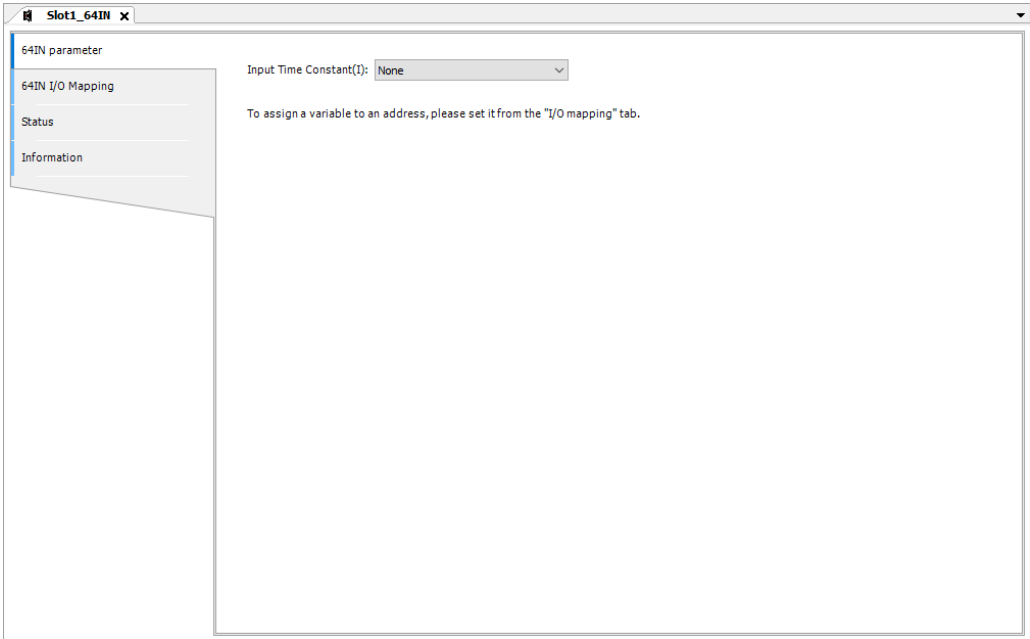 Slot1_64IN
64IN parameter
64IN I/O Mapping
Status
Information
Input Time Constant(I): None
To assign a variable to an address, please set it from the "I/O mapping" tab.